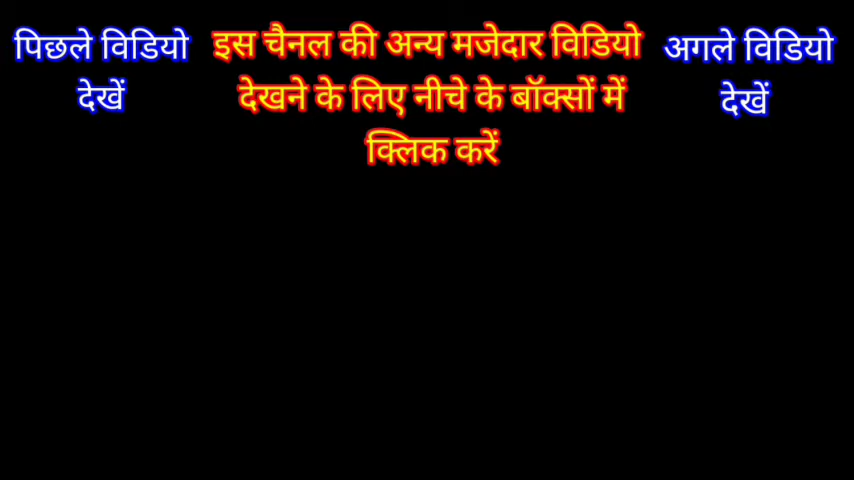 पिछले विडियो
देखें
इस चैनल की अन्य मजेदार विडियो
देखने के लिए नीचे के बॉक्सों में
क्लिक करें
अगले विडियो
देखें